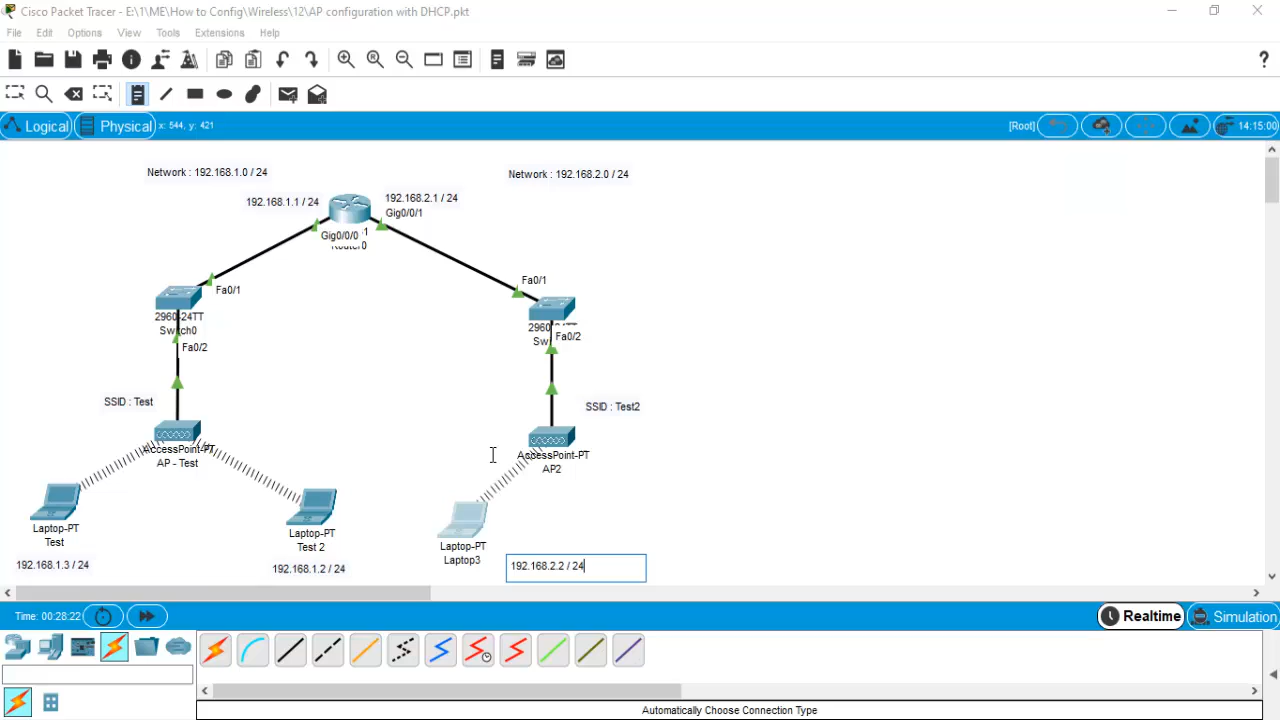 Cisco Packet Tracer - E:\1\ME\How to Config\Wireless\12\AP configuration with DHCP.pkt
File Edit Options View Tools Extensions Help
Logical Physical x: 544, y: 421 [Root] 14:15:00
Network : 192.168.1.0 / 24
Network : 192.168.2.0 / 24
192.168.1.1 / 24
192.168.2.1 / 24
Gig0/0/1
Gig0/0/0
Fa0/1
Fa0/1
2960-24TT
Switch0
Fa0/2
2960
Sw
Fa0/2
SSID : Test
SSID : Test2
AccessPoint-PT
AP - Test
AccessPoint-PT
AP2
Laptop-PT
Test
Laptop-PT
Test 2
Laptop-PT
Laptop3
192.168.1.3 / 24
192.168.1.2 / 24
192.168.2.2 / 24
Time: 00:28:22
Realtime
Simulation
Automatically Choose Connection Type